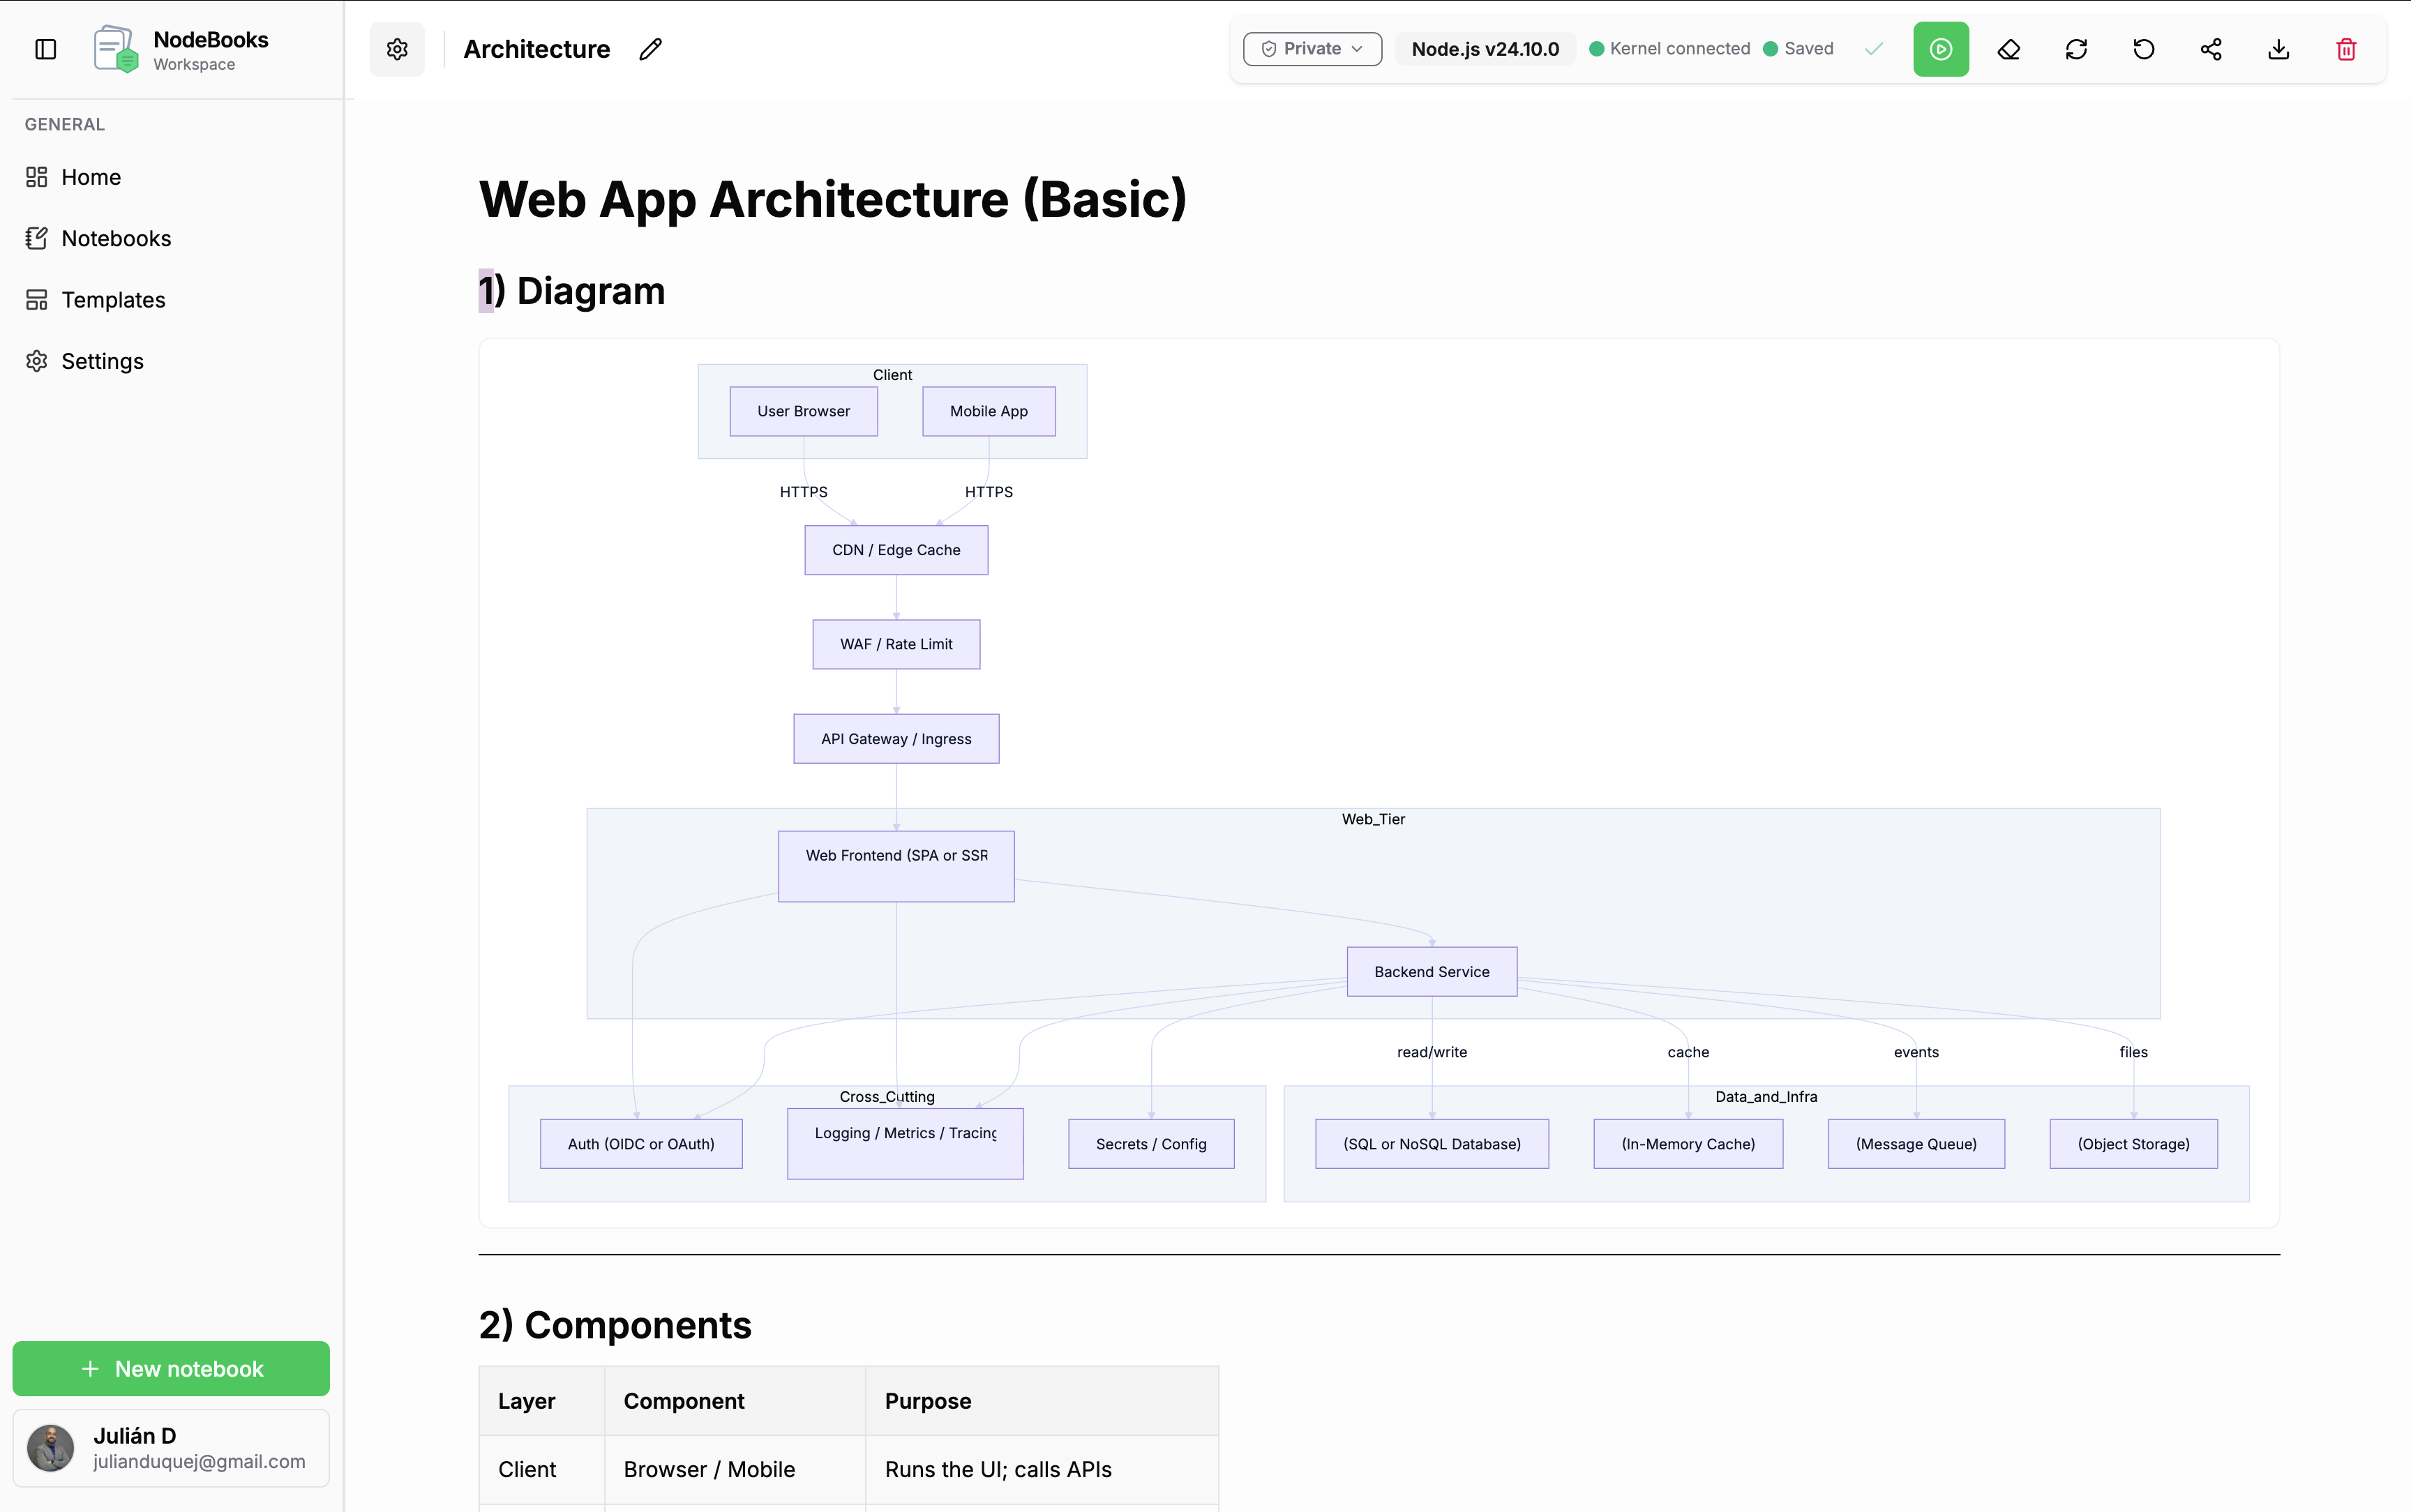 NodeBooks
Workspace
GENERAL
Home
Notebooks
Templates
Settings
New notebook
Julián D
julianduquej@gmail.com
Architecture
Private
Node.js v24.10.0
Kernel connected
Saved
Web App Architecture (Basic)
1) Diagram
Client
User Browser
Mobile App
HTTPS
HTTPS
CDN / Edge Cache
WAF / Rate Limit
API Gateway / Ingress
Web_Tier
Web Frontend (SPA or SSR
Backend Service
read/write
cache
events
files
Cross_Cutting
Data_and_Infra
Auth (OIDC or OAuth)
Logging / Metrics / Tracing
Secrets / Config
(SQL or NoSQL Database)
(In-Memory Cache)
(Message Queue)
(Object Storage)
2) Components
Layer Component Purpose
Client Browser / Mobile Runs the UI; calls APIs